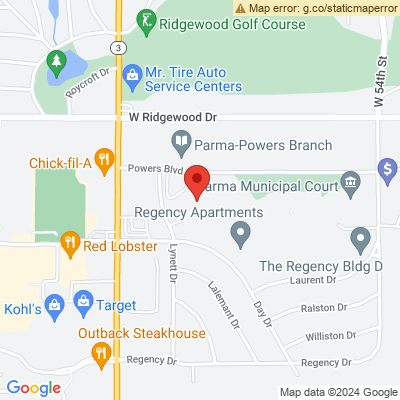 Map error: g.co/staticmaperror
Ridgewood Golf Course
3
Roycroft Dr
Mr. Tire Auto
Service Centers
W 54th St
W Ridgewood Dr
Parma-Powers Branch
Chick-fil-A
Powers Blvd
Parma Municipal Court
Regency Apartments
Red Lobster
Lynett Dr
The Regency Bldg D
Laurent Dr
Lalemant Dr
Day Dr
Kohl's
Target
Ralston Dr
Outback Steakhouse
Williston Dr
Regency Dr
Regency Dr
Google
Map data ©2024 Google